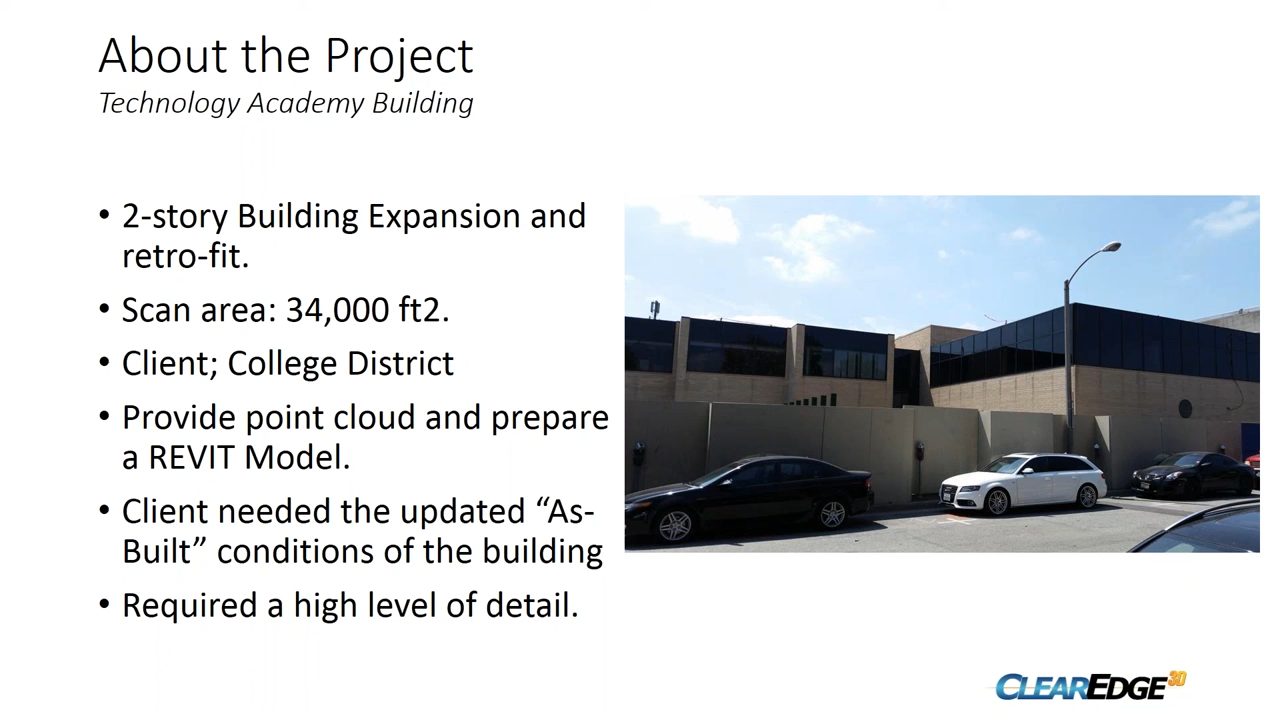 About the Project
Technology Academy Building
• 2-story Building Expansion and
retro-fit.
• Scan area: 34,000 ft2.
• Client; College District
• Provide point cloud and prepare
a REVIT Model.
• Client needed the updated “As-
Built” conditions of the building
• Required a high level of detail.
CLEAREDGE3D